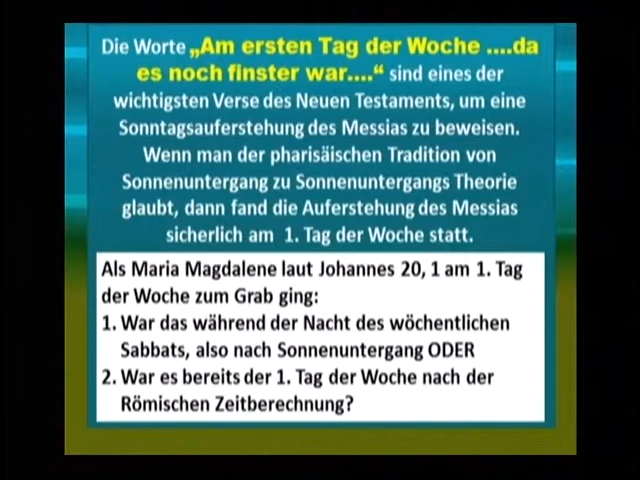 Die Worte „Am ersten Tag der Woche ....da
es noch finster war....“ sind eines der
wichtigsten Verse des Neuen Testaments, um eine
Sonntagsauferstehung des Messias zu beweisen.
Wenn man der pharisäischen Tradition von
Sonnenuntergang zu Sonnenuntergangs Theorie
glaubt, dann fand die Auferstehung des Messias
sicherlich am 1. Tag der Woche statt.
Als Maria Magdalene laut Johannes 20, 1 am 1. Tag
der Woche zum Grab ging:
1. War das während der Nacht des wöchentlichen
Sabbats, also nach Sonnenuntergang ODER
2. War es bereits der 1. Tag der Woche nach der
Römischen Zeitberechnung?